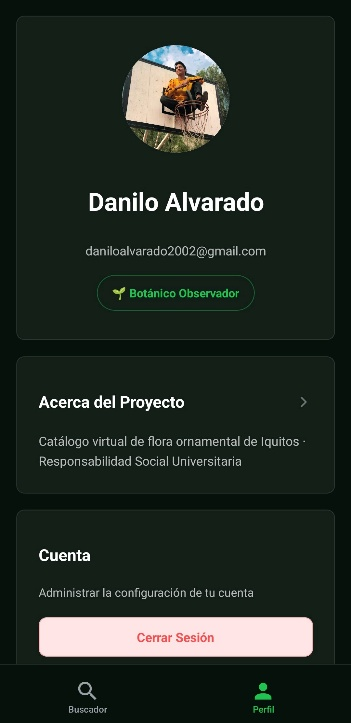 Danilo Alvarado
daniloalvarado2002@gmail.com
🌱 Botánico Observador
Acerca del Proyecto
Catálogo virtual de flora ornamental de Iquitos ·
Responsabilidad Social Universitaria
Cuenta
Administrar la configuración de tu cuenta
Cerrar Sesión
Buscador
Perfil